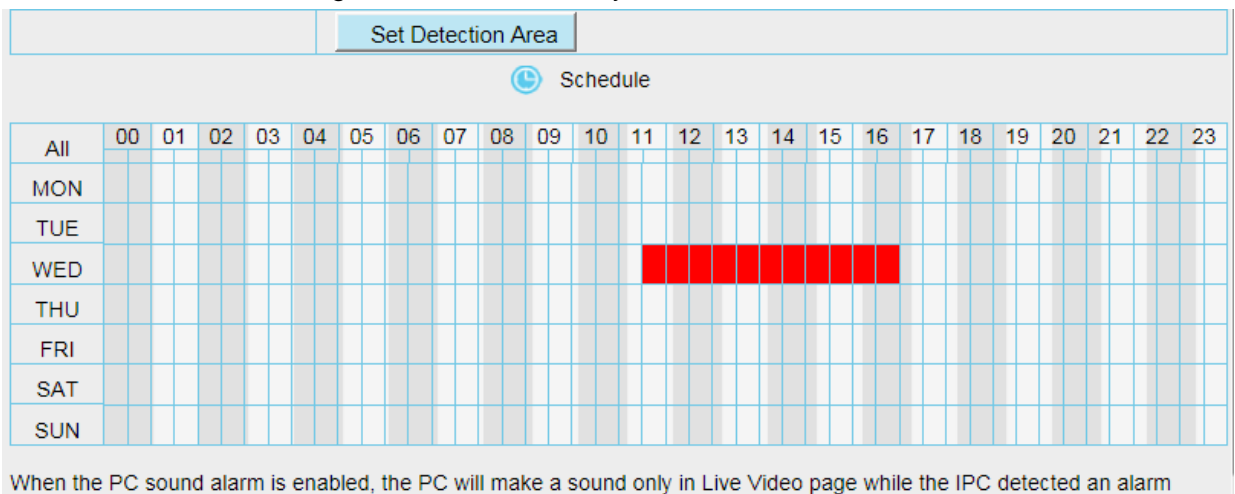 Set Detection Area
Schedule
All 00 01 02 03 04 05 06 07 08 09 10 11 12 13 14 15 16 17 18 19 20 21 22 23
MON
TUE
WED
THU
FRI
SAT
SUN
When the PC sound alarm is enabled, the PC will make a sound only in Live Video page while the IPC detected an alarm